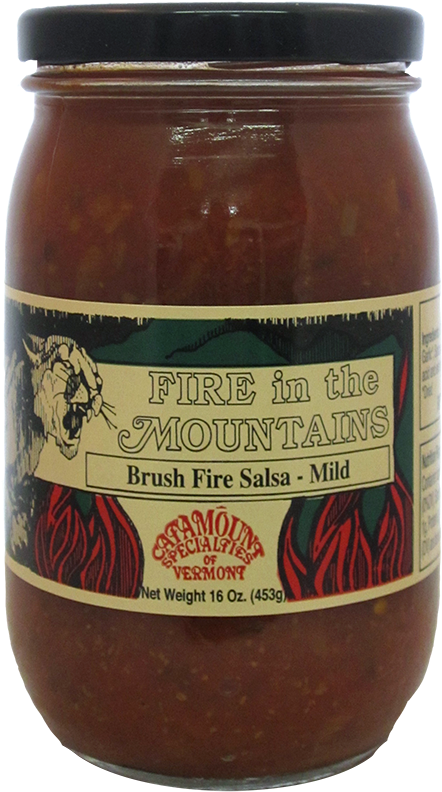 FIRE in the
MOUNTAINS
Brush Fire Salsa - Mild
CATAMOUNT
SPECIALTIES
OF
VERMONT
Net Weight 16 Oz. (453g)